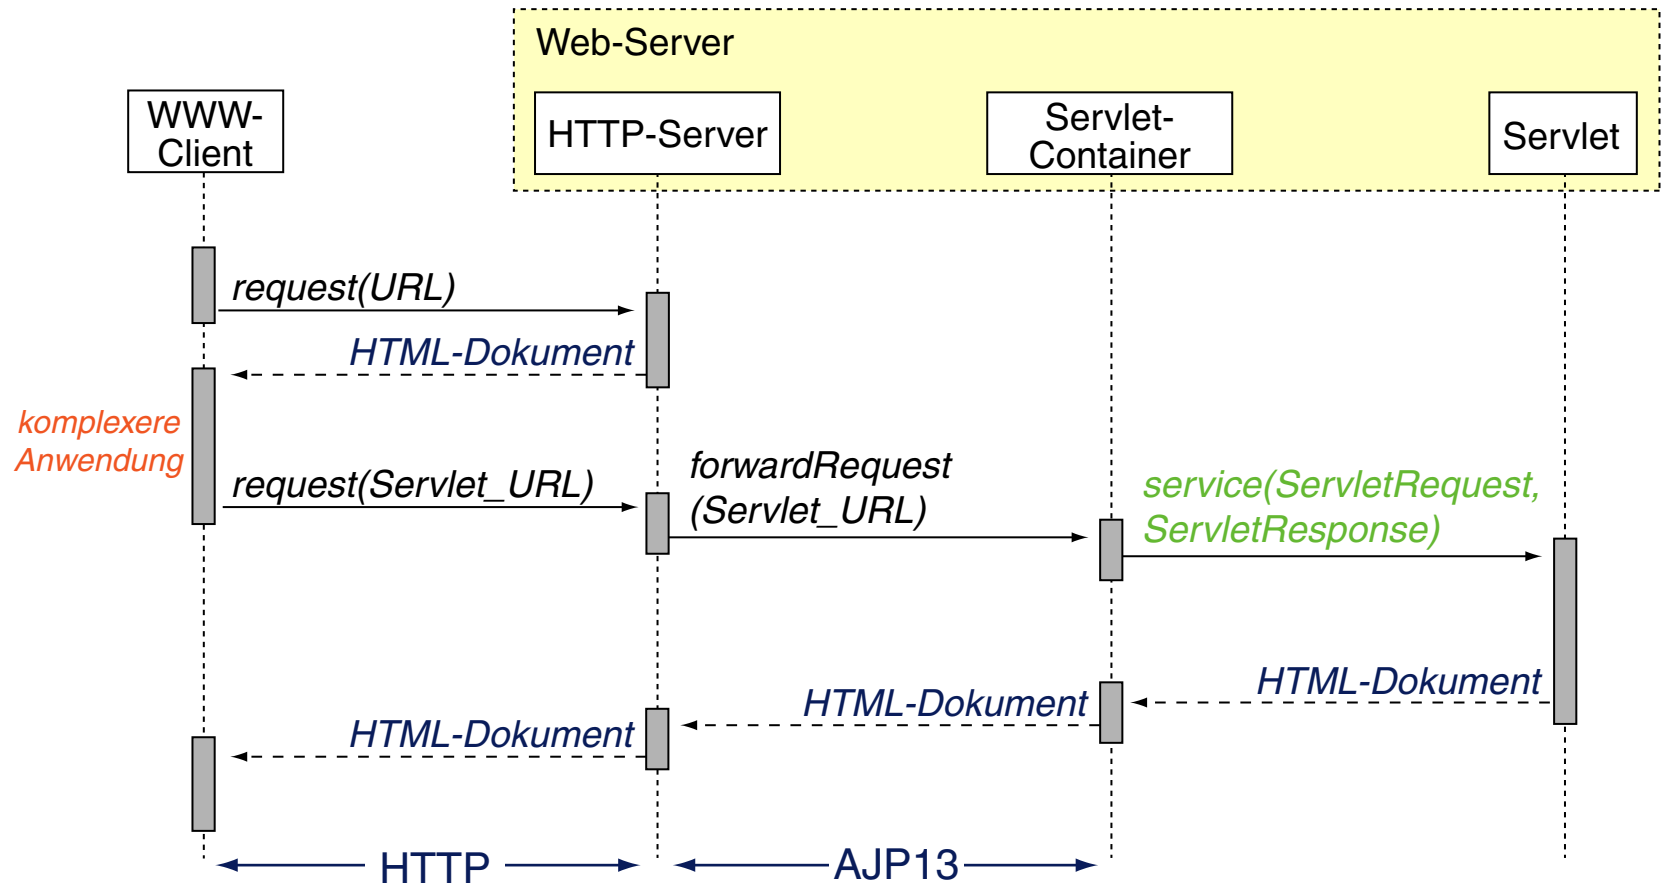 Web-Server
WWW-
Client
HTTP-Server
Servlet-
Container
Servlet
request(URL)
HTML-Dokument
komplexere
Anwendung
request(Servlet_URL)
forwardRequest
(Servlet_URL)
service(ServletRequest,
ServletResponse)
HTML-Dokument
HTML-Dokument
HTML-Dokument
HTTP
AJP13